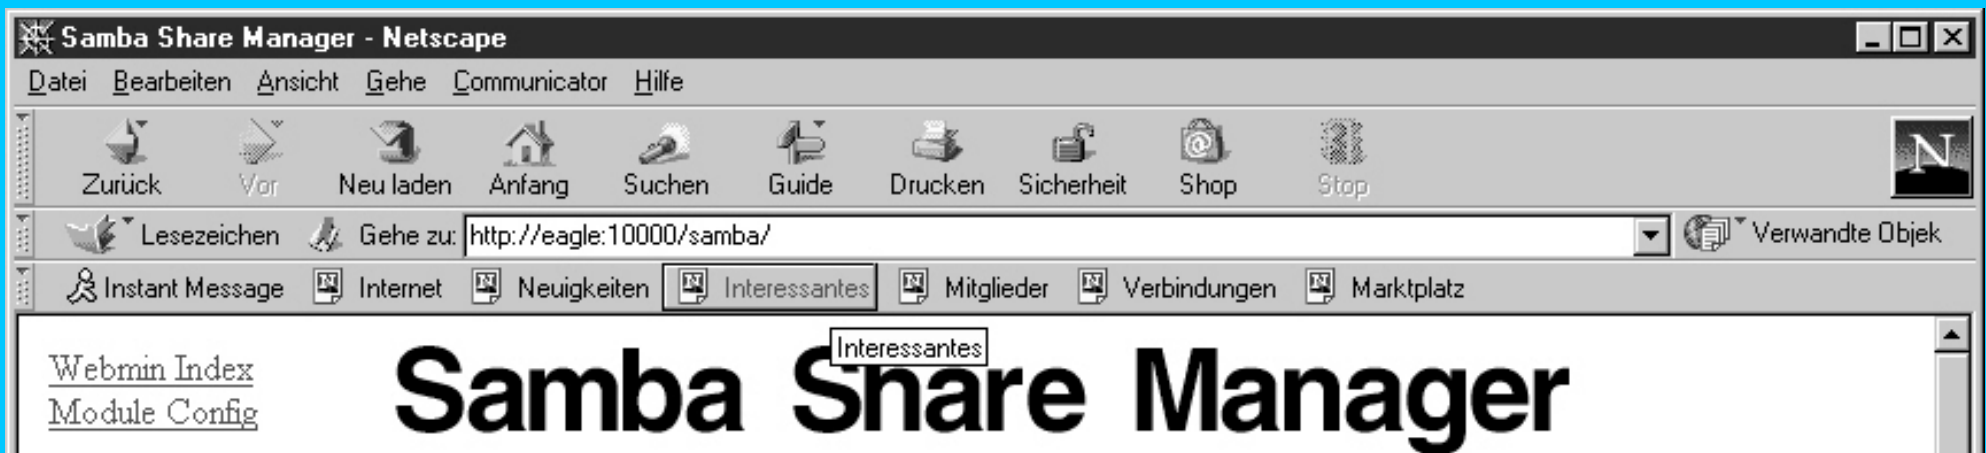 Samba Share Manager - Netscape
Datei Bearbeiten Ansicht Gehe Communicator Hilfe
N
Zurück Vor Neu laden Anfang Suchen Guide Drucken Sicherheit Shop Stop
Lesezeichen Gehe zu: http://eagle:10000/samba/ Verwandte Objek
Instant Message Internet Neuigkeiten Interessantes Mitglieder Verbindungen Marktplatz
Interessantes
Webmin Index
Samba Share Manager
Module Config